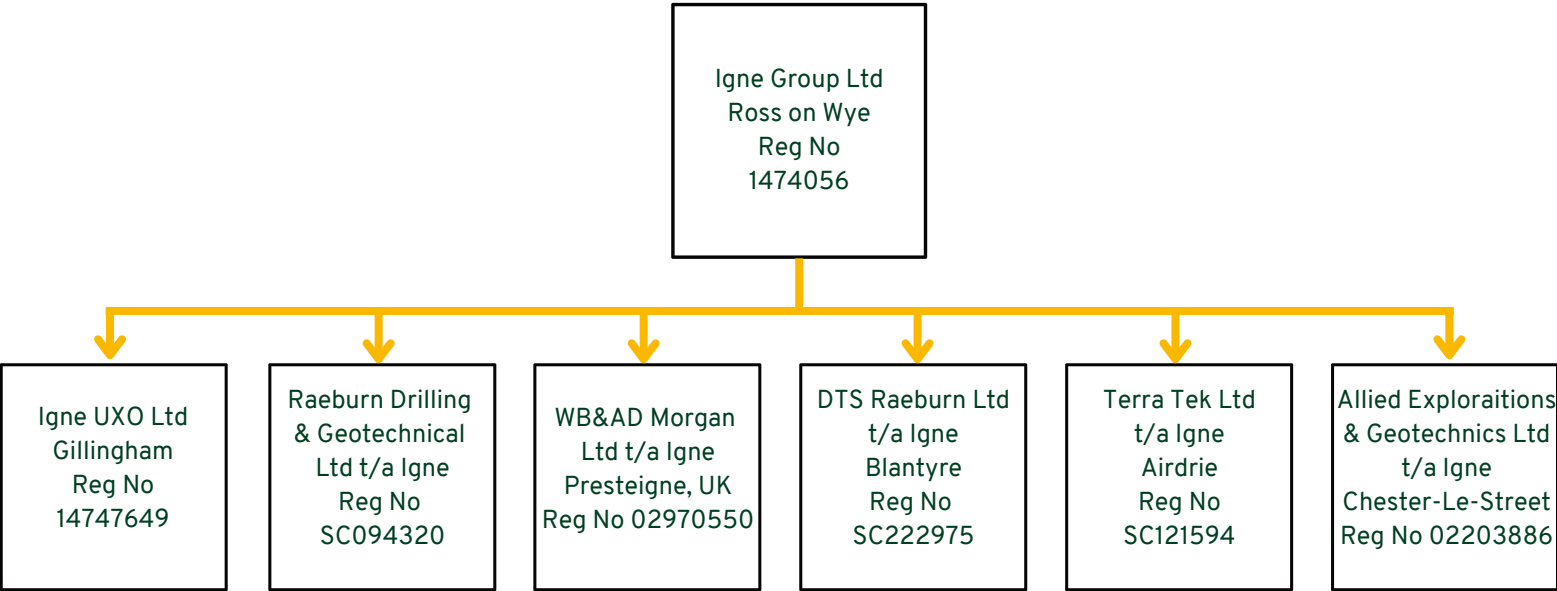 Igne Group Ltd
Ross on Wye
Reg No
1474056
Igne UXO Ltd
Gillingham
Reg No
14747649
Raeburn Drilling
& Geotechnical
Ltd t/a Igne
Reg No
SC094320
WB&AD Morgan
Ltd t/a Igne
Presteigne, UK
Reg No 02970550
DTS Raeburn Ltd
t/a Igne
Blantyre
Reg No
SC222975
Terra Tek Ltd
t/a Igne
Airdrie
Reg No
SC121594
Allied Exploraitions
& Geotechnics Ltd
t/a Igne
Chester-Le-Street
Reg No 02203886